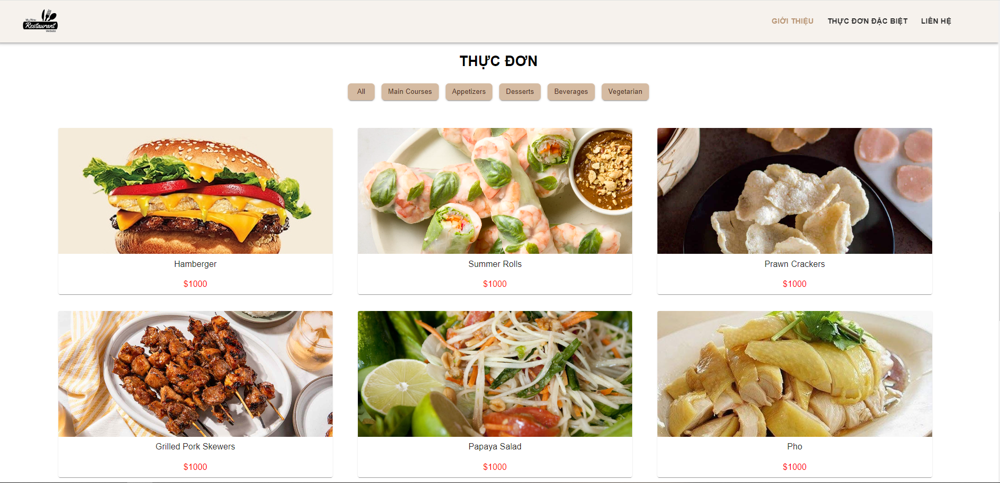 My New
Restaurant
Website
GIỚI THIỆU THỰC ĐƠN ĐẶC BIỆT LIÊN HỆ
THỰC ĐƠN
All Main Courses Appetizers Desserts Beverages Vegetarian
Hamberger Summer Rolls Prawn Crackers
$1000 $1000 $1000
Grilled Pork Skewers Papaya Salad Pho
$1000 $1000 $1000